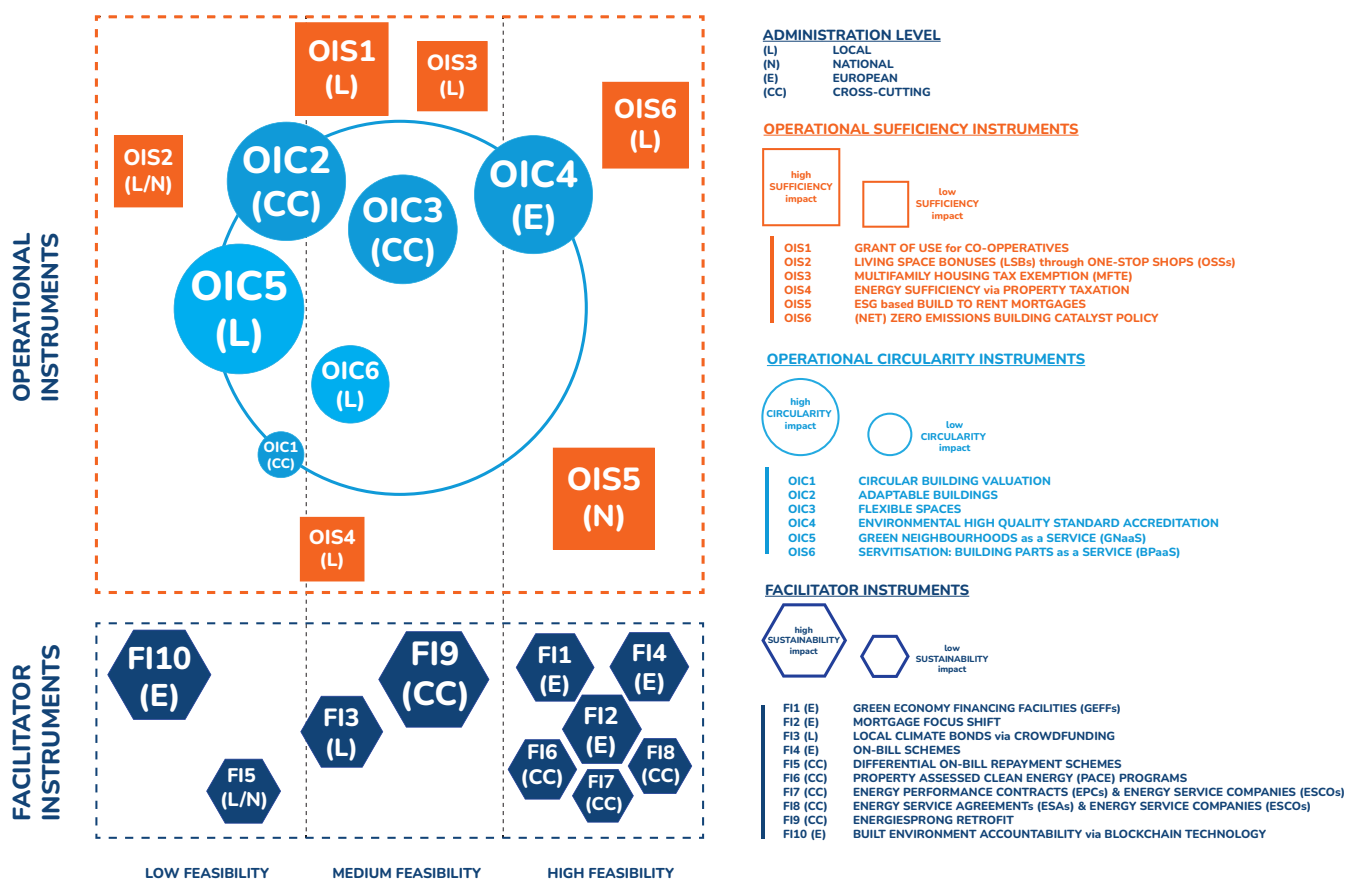 OPERATIONAL
INSTRUMENTS
OIS1
(L)
OIS3
(L)
OIS6
(L)
OIS2
(L/N)
OIC2
(CC)
OIC3
(CC)
OIC4
(E)
OIC5
(L)
OIC6
(L)
OIC1
(CC)
OIS5
(N)
OIS4
(L)
FACILITATOR
INSTRUMENTS
FI10
(E)
FI9
(CC)
FI1
(E)
FI4
(E)
FI3
(L)
FI2
(E)
FI5
(L/N)
FI6
(CC)
FI7
(CC)
FI8
(CC)
LOW FEASIBILITY
MEDIUM FEASIBILITY
HIGH FEASIBILITY
ADMINISTRATION LEVEL
(L) LOCAL
(N) NATIONAL
(E) EUROPEAN
(CC) CROSS-CUTTING
OPERATIONAL SUFFICIENCY INSTRUMENTS
high
SUFFICIENCY
impact
low
SUFFICIENCY
impact
OIS1 GRANT OF USE for CO-OPPERATIVES
OIS2 LIVING SPACE BONUSES (LSBs) through ONE-STOP SHOPS (OSSs)
OIS3 MULTIFAMILY HOUSING TAX EXEMPTION (MFTE)
OIS4 ENERGY SUFFICIENCY via PROPERTY TAXATION
OIS5 ESG based BUILD TO RENT MORTGAGES
OIS6 (NET) ZERO EMISSIONS BUILDING CATALYST POLICY
OPERATIONAL CIRCULARITY INSTRUMENTS
high
CIRCULARITY
impact
low
CIRCULARITY
impact
OIC1 CIRCULAR BUILDING VALUATION
OIC2 ADAPTABLE BUILDINGS
OIC3 FLEXIBLE SPACES
OIC4 ENVIRONMENTAL HIGH QUALITY STANDARD ACCREDITATION
OIC5 GREEN NEIGHBOURHOODS as a SERVICE (GNaaS)
OIS6 SERVITISATION: BUILDING PARTS as a SERVICE (BPaaS)
FACILITATOR INSTRUMENTS
high
SUSTAINABILITY
impact
low
SUSTAINABILITY
impact
FI1 (E) GREEN ECONOMY FINANCING FACILITIES (GEFFs)
FI2 (E) MORTGAGE FOCUS SHIFT
FI3 (L) LOCAL CLIMATE BONDS via CROWDFUNDING
FI4 (E) ON-BILL SCHEMES
FI5 (CC) DIFFERENTIAL ON-BILL REPAYMENT SCHEMES
FI6 (CC) PROPERTY ASSESSED CLEAN ENERGY (PACE) PROGRAMS
FI7 (CC) ENERGY PERFORMANCE CONTRACTS (EPCs) & ENERGY SERVICE COMPANIES (ESCOs)
FI8 (CC) ENERGY SERVICE AGREEMENTs (ESAs) & ENERGY SERVICE COMPANIES (ESCOs)
FI9 (CC) ENERGIESPRONG RETROFIT
FI10 (E) BUILT ENVIRONMENT ACCOUNTABILITY via BLOCKCHAIN TECHNOLOGY